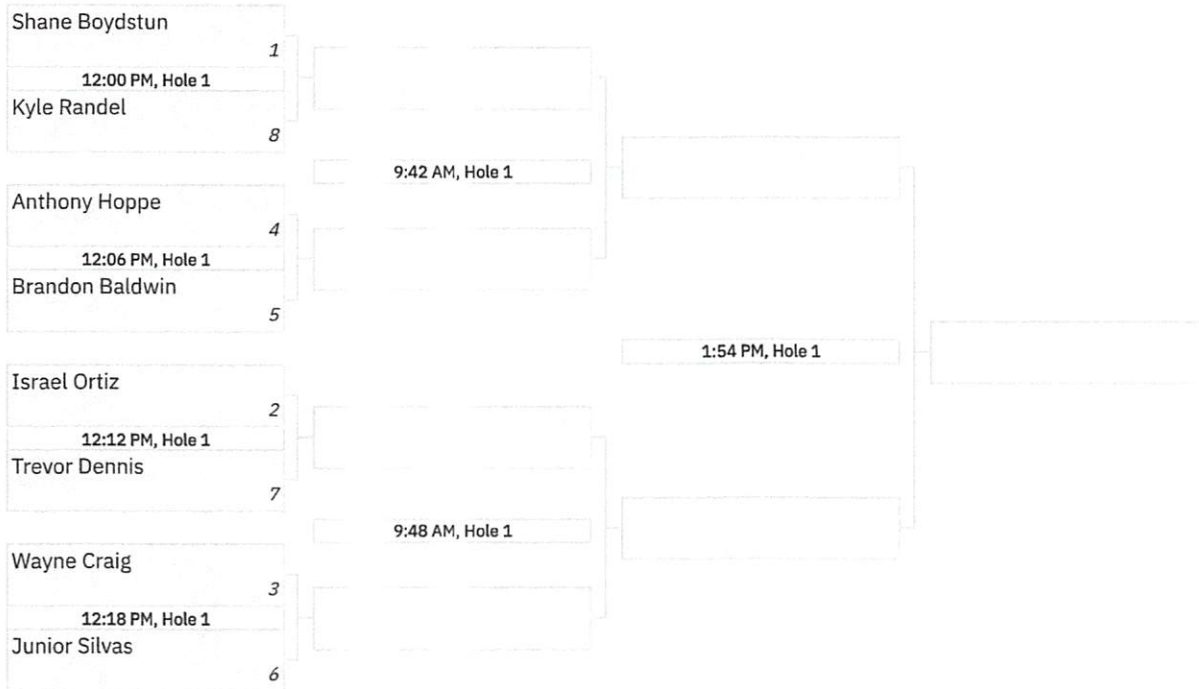 Shane Boydstun
1
12:00 PM, Hole 1
Kyle Randel
8
9:42 AM, Hole 1
Anthony Hoppe
4
12:06 PM, Hole 1
Brandon Baldwin
5
1:54 PM, Hole 1
Israel Ortiz
2
12:12 PM, Hole 1
Trevor Dennis
7
9:48 AM, Hole 1
Wayne Craig
3
12:18 PM, Hole 1
Junior Silvas
6